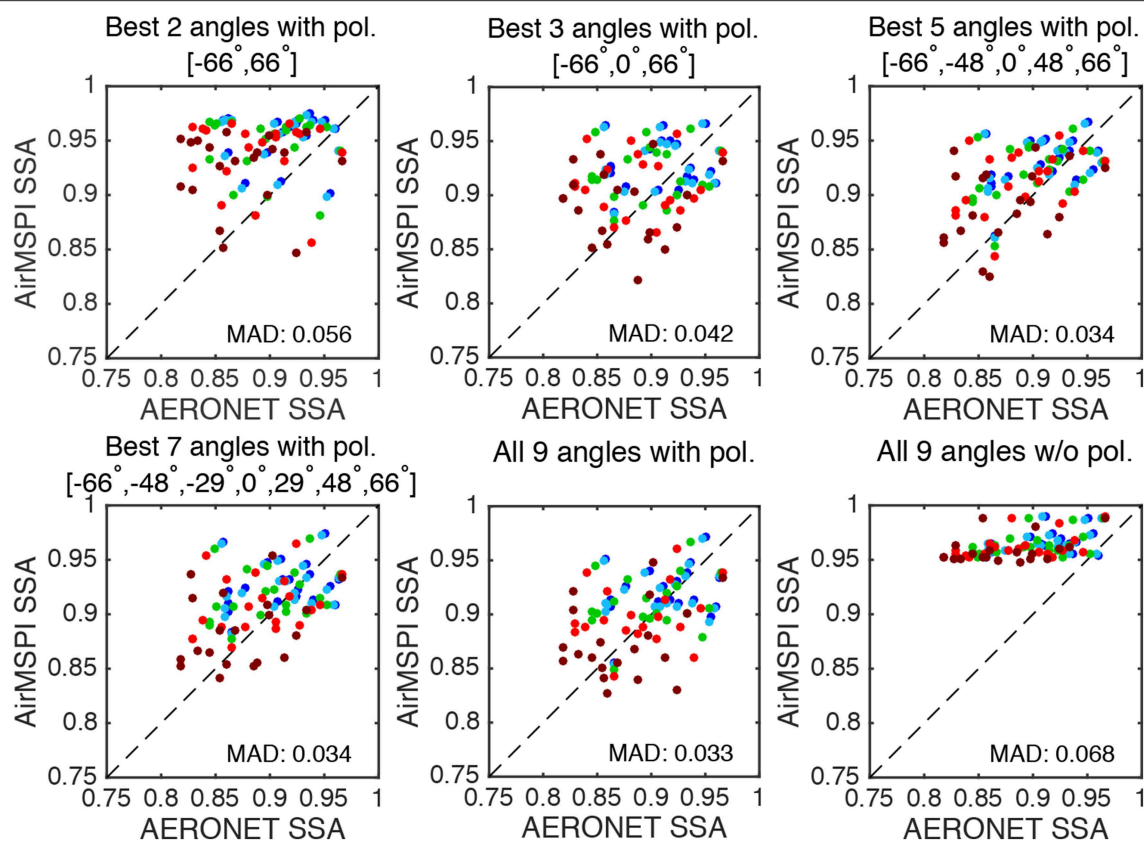 Best 2 angles with pol.
[-66°,66°]
1
0.95
0.9
0.85
0.8
0.75
AirMSPI SSA
MAD: 0.056
0.75 0.8 0.85 0.9 0.95 1
AERONET SSA
Best 3 angles with pol.
[-66°,0°,66°]
1
0.95
0.9
0.85
0.8
0.75
AirMSPI SSA
MAD: 0.042
0.75 0.8 0.85 0.9 0.95 1
AERONET SSA
Best 5 angles with pol.
[-66°,-48°,0°,48°,66°]
1
0.95
0.9
0.85
0.8
0.75
AirMSPI SSA
MAD: 0.034
0.75 0.8 0.85 0.9 0.95 1
AERONET SSA
Best 7 angles with pol.
[-66°,-48°,-29°,0°,29°,48°,66°]
1
0.95
0.9
0.85
0.8
0.75
AirMSPI SSA
MAD: 0.034
0.75 0.8 0.85 0.9 0.95 1
AERONET SSA
All 9 angles with pol.
1
0.95
0.9
0.85
0.8
0.75
AirMSPI SSA
MAD: 0.033
0.75 0.8 0.85 0.9 0.95 1
AERONET SSA
All 9 angles w/o pol.
1
0.95
0.9
0.85
0.8
0.75
AirMSPI SSA
MAD: 0.068
0.75 0.8 0.85 0.9 0.95 1
AERONET SSA